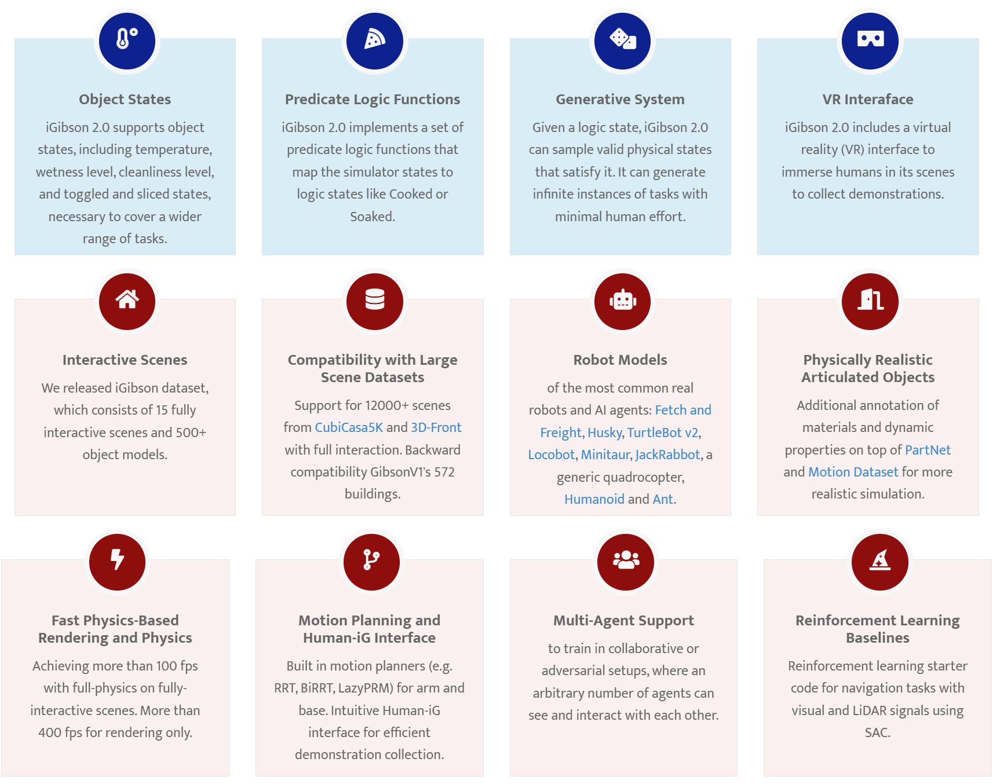 Object States
iGibson 2.0 supports object
states, including temperature,
wetness level, cleanliness level,
and toggled and sliced states,
necessary to cover a wider
range of tasks.
Predicate Logic Functions
iGibson 2.0 implements a set of
predicate logic functions that
map the simulator states to
logic states like Cooked or
Soaked.
Generative System
Given a logic state, iGibson 2.0
can sample valid physical states
that satisfy it. It can generate
infinite instances of tasks with
minimal human effort.
VR Interaface
iGibson 2.0 includes a virtual
reality (VR) interface to
immerse humans in its scenes
to collect demonstrations.
Interactive Scenes
We released iGibson dataset,
which consists of 15 fully
interactive scenes and 500+
object models.
Compatibility with Large
Scene Datasets
Support for 12000+ scenes
from CubiCasa5K and 3D-Front
with full interaction. Backward
compatibility GibsonV1's 572
buildings.
Robot Models
of the most common real
robots and AI agents: Fetch and
Freight, Husky, TurtleBot v2,
Locobot, Minitaur, JackRabbot, a
generic quadrocopter,
Humanoid and Ant.
Physically Realistic
Articulated Objects
Additional annotation of
materials and dynamic
properties on top of PartNet
and Motion Dataset for more
realistic simulation.
Fast Physics-Based
Rendering and Physics
Achieving more than 100 fps
with full-physics on fully-
interactive scenes. More than
400 fps for rendering only.
Motion Planning and
Human-iG Interface
Built in motion planners (e.g.
RRT, BiRRT, LazyPRM) for arm and
base. Intuitive Human-iG
interface for efficient
demonstration collection.
Multi-Agent Support
to train in collaborative or
adversarial setups, where an
arbitrary number of agents can
see and interact with each other.
Reinforcement Learning
Baselines
Reinforcement learning starter
code for navigation tasks with
visual and LiDAR signals using
SAC.